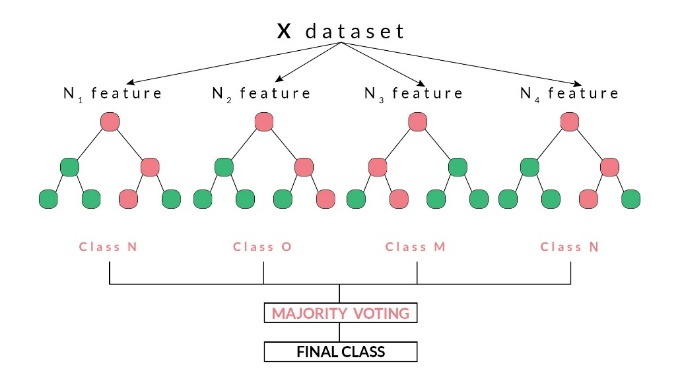 X dataset
N₁ feature
N₂ feature
N₃ feature
N₄ feature
Class N
Class O
Class M
Class N
MAJORITY VOTING
FINAL CLASS